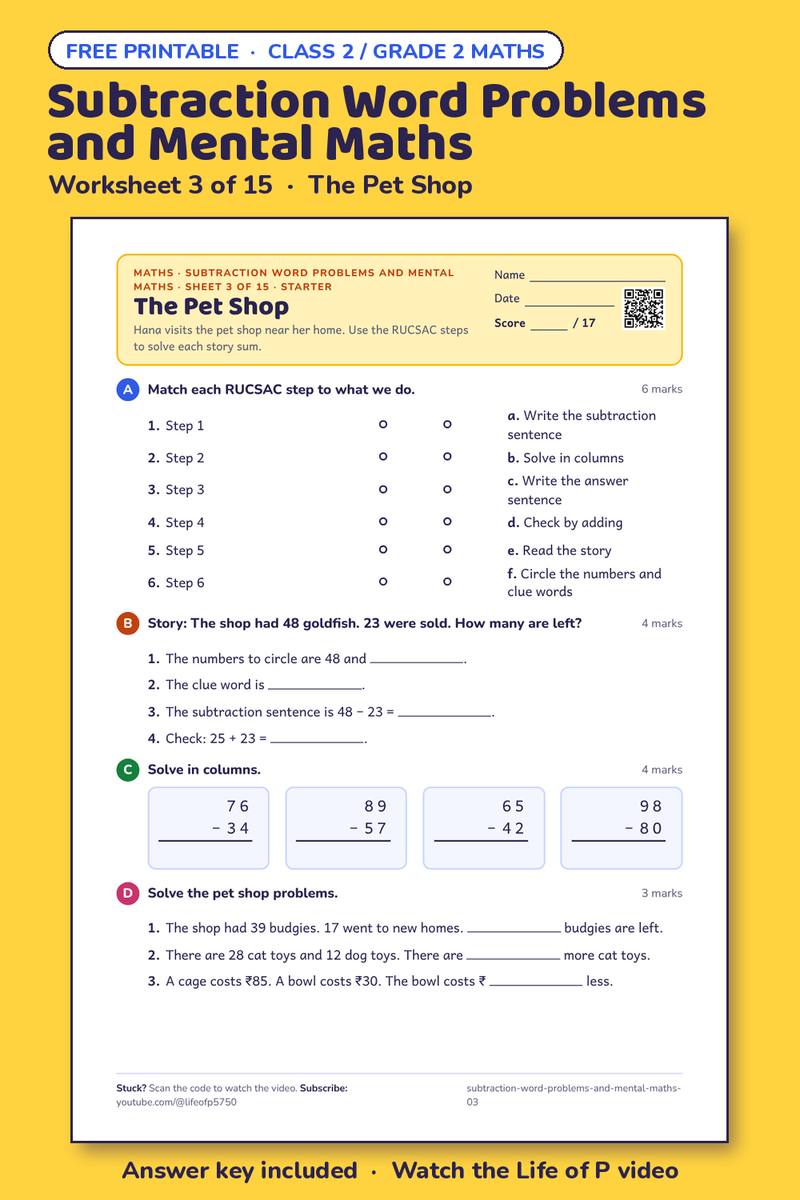 FREE PRINTABLE · CLASS 2 / GRADE 2 MATHS
Subtraction Word Problems
and Mental Maths
Worksheet 3 of 15 · The Pet Shop
MATHS · SUBTRACTION WORD PROBLEMS AND MENTAL
MATHS · SHEET 3 OF 15 · STARTER
The Pet Shop
Hana visits the pet shop near her home. Use the RUCSAC steps
to solve each story sum.
Name ____________
Date ____________
Score _____ / 17
A Match each RUCSAC step to what we do. 6 marks
1. Step 1 a. Write the subtraction
sentence
2. Step 2 b. Solve in columns
3. Step 3 c. Write the answer
sentence
4. Step 4 d. Check by adding
5. Step 5 e. Read the story
6. Step 6 f. Circle the numbers and
clue words
B Story: The shop had 48 goldfish. 23 were sold. How many are left? 4 marks
1. The numbers to circle are 48 and ____________.
2. The clue word is ____________.
3. The subtraction sentence is 48 − 23 = ____________.
4. Check: 25 + 23 = ____________.
C Solve in columns. 4 marks
76 89 65 98
− 34 − 57 − 42 − 80
D Solve the pet shop problems. 3 marks
1. The shop had 39 budgies. 17 went to new homes. ____________ budgies are left.
2. There are 28 cat toys and 12 dog toys. There are ____________ more cat toys.
3. A cage costs ₹85. A bowl costs ₹30. The bowl costs ₹ ____________ less.
Stuck? Scan the code to watch the video. Subscribe:
youtube.com/@lifeofp5750
subtraction-word-problems-and-mental-maths-
03
Answer key included · Watch the Life of P video